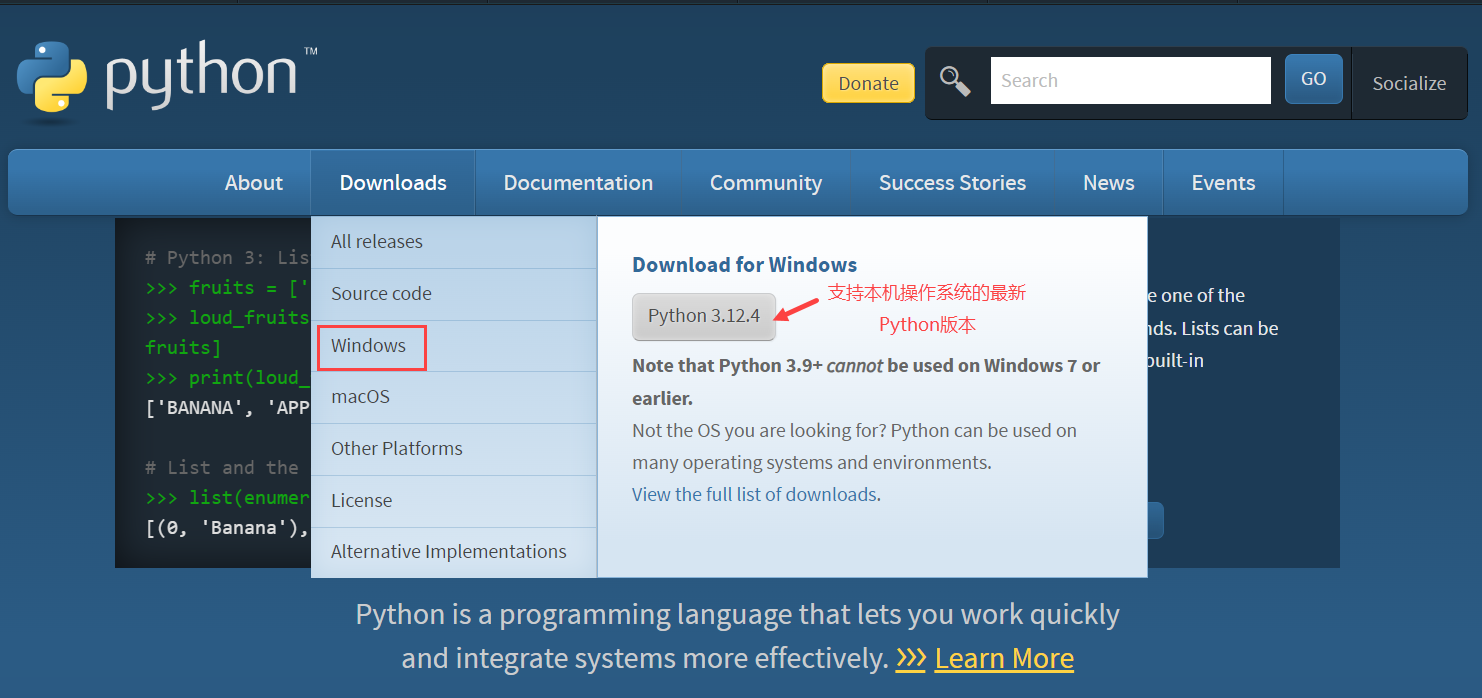 python™
Donate
Search
GO
Socialize
About
Downloads
Documentation
Community
Success Stories
News
Events
# Python 3: Lis
>>> fruits = ['
>>> loud_fruits
fruits]
>>> print(loud_
['BANANA', 'APP
# List and the
>>> list(enumer
[(0, 'Banana'),
All releases
Source code
Windows
macOS
Other Platforms
License
Alternative Implementations
Download for Windows
Python 3.12.4
支持本机操作系统的最新
Python版本
Note that Python 3.9+ cannot be used on Windows 7 or
earlier.
Not the OS you are looking for? Python can be used on
many operating systems and environments.
View the full list of downloads.
e one of the
nds. Lists can be
built-in
Python is a programming language that lets you work quickly
and integrate systems more effectively. >>> Learn More